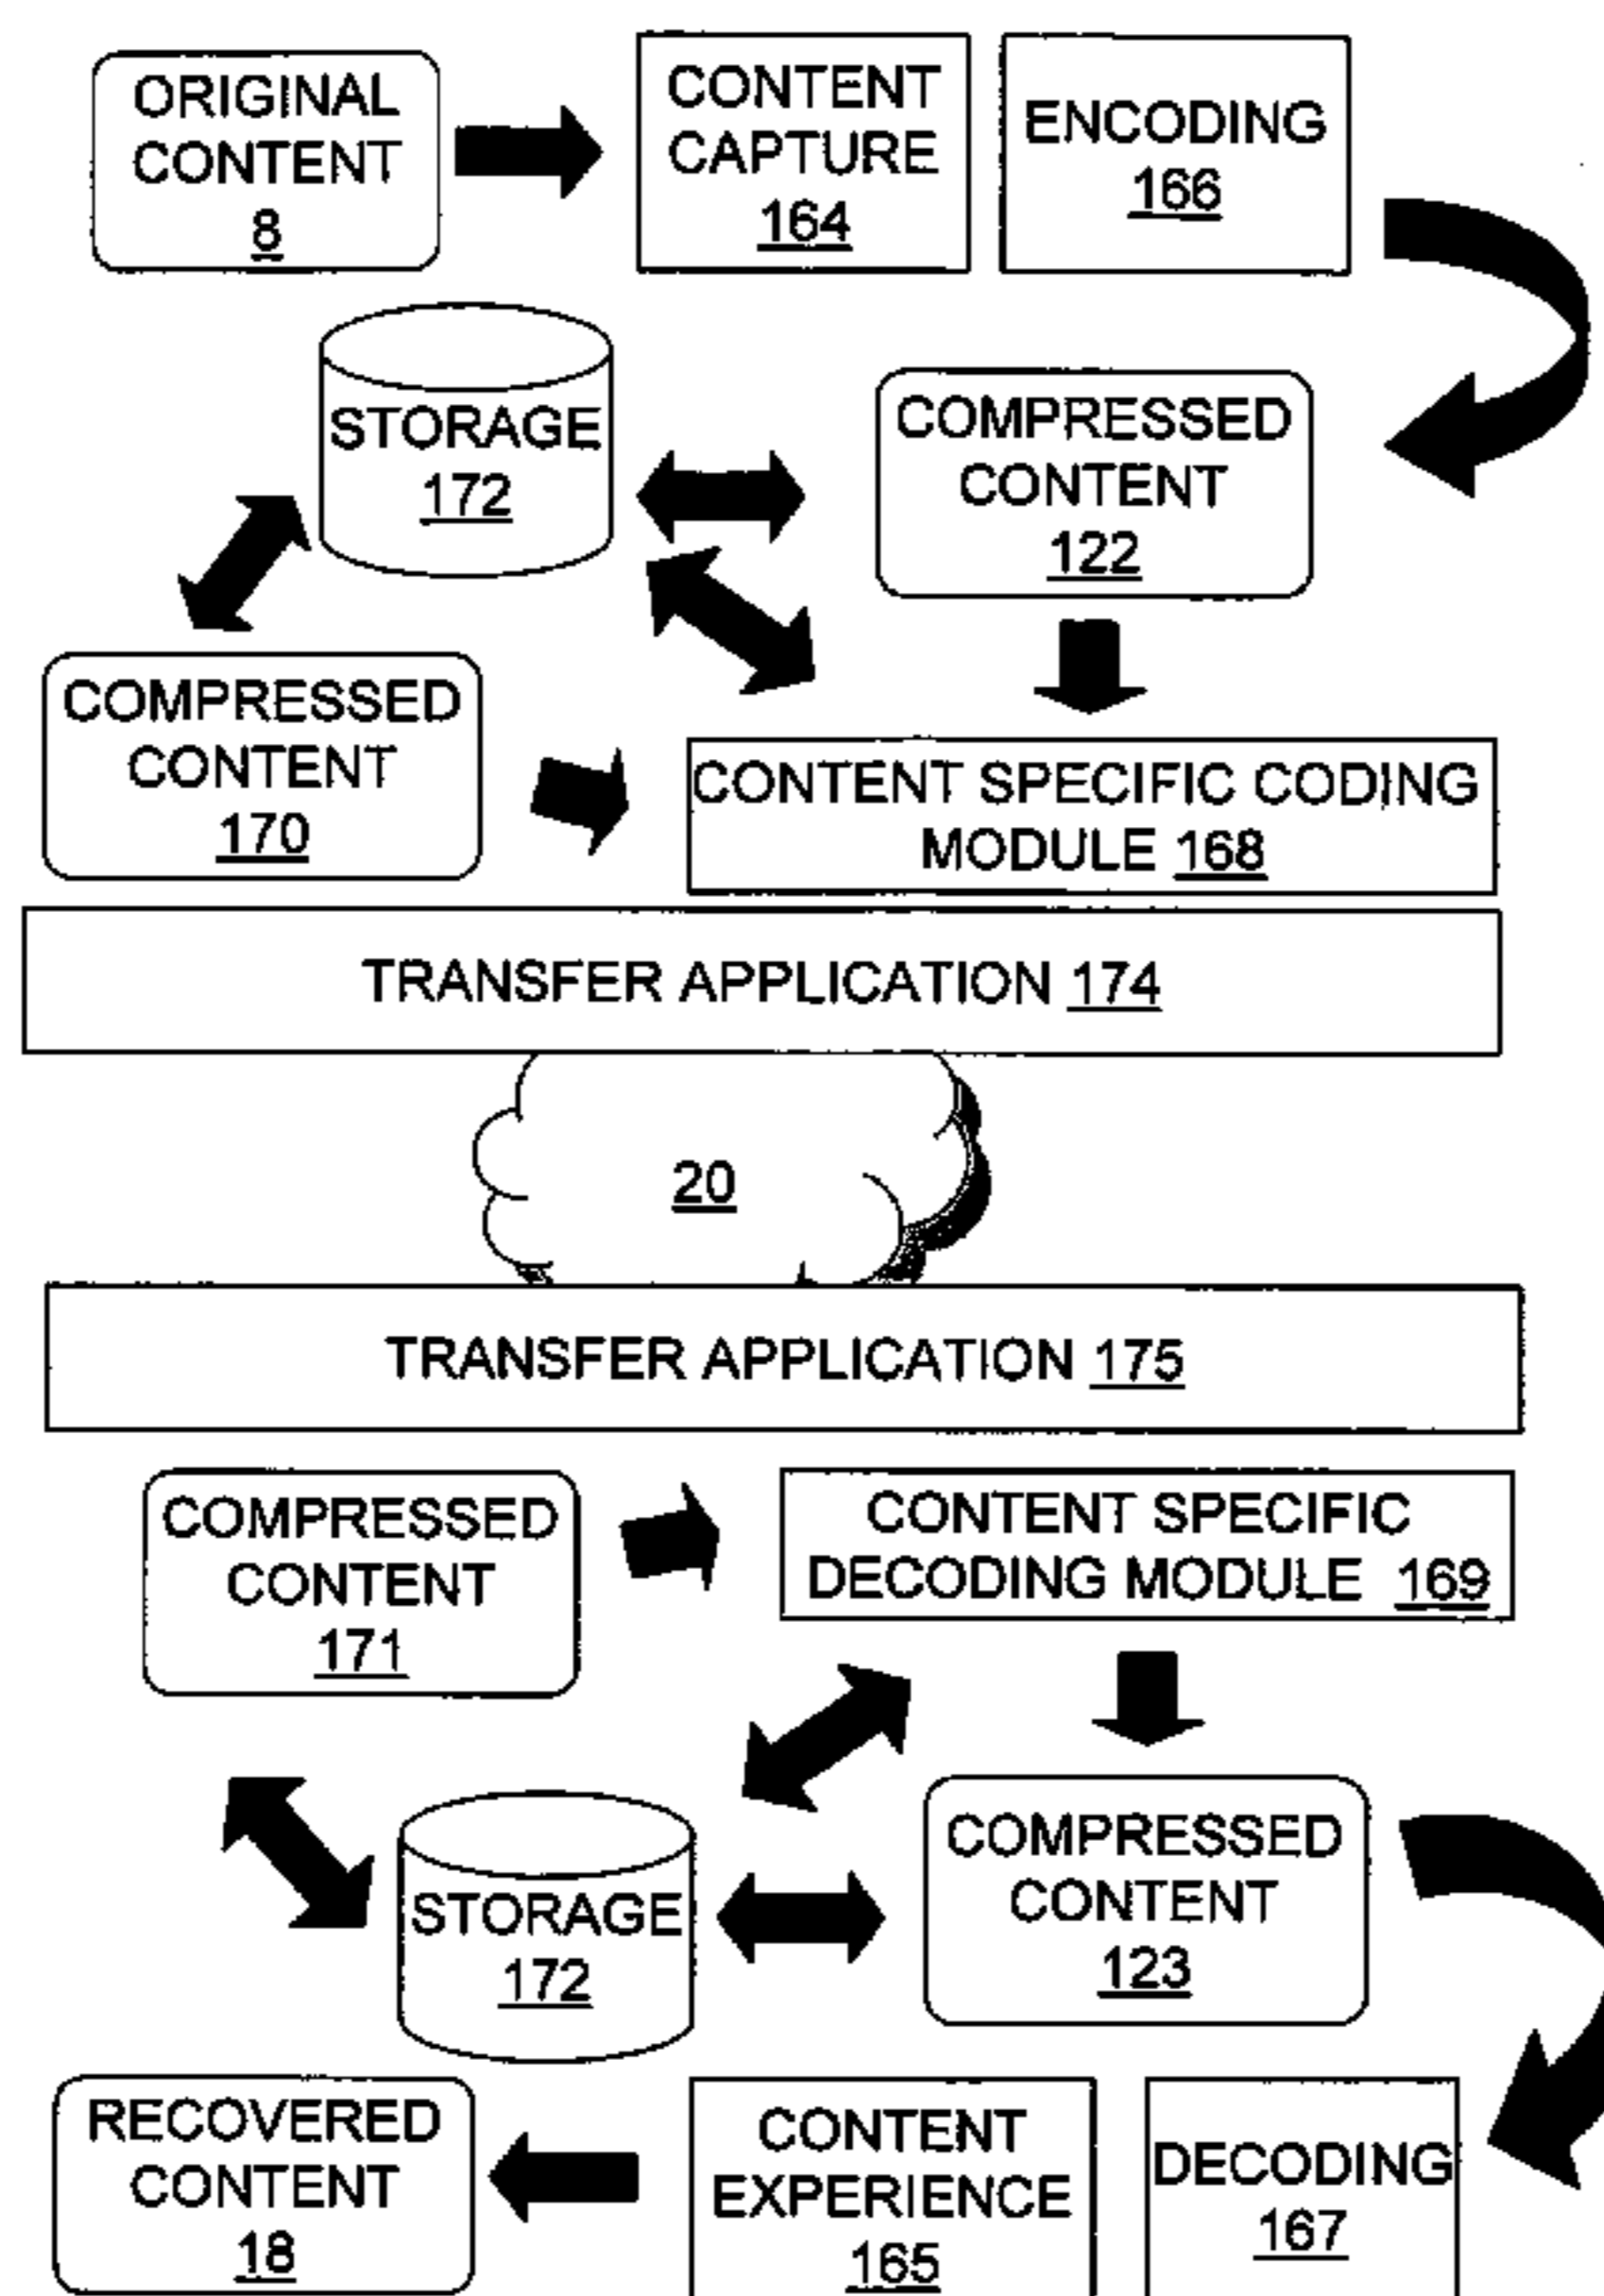 ORIGINAL
CONTENT
8
CONTENT
CAPTURE
164
ENCODING
166
STORAGE
172
COMPRESSED
CONTENT
122
COMPRESSED
CONTENT
170
CONTENT SPECIFIC CODING
MODULE 168
TRANSFER APPLICATION 174
20
TRANSFER APPLICATION 175
COMPRESSED
CONTENT
171
CONTENT SPECIFIC
DECODING MODULE 169
STORAGE
172
COMPRESSED
CONTENT
123
RECOVERED
CONTENT
18
CONTENT
EXPERIENCE
165
DECODING
167